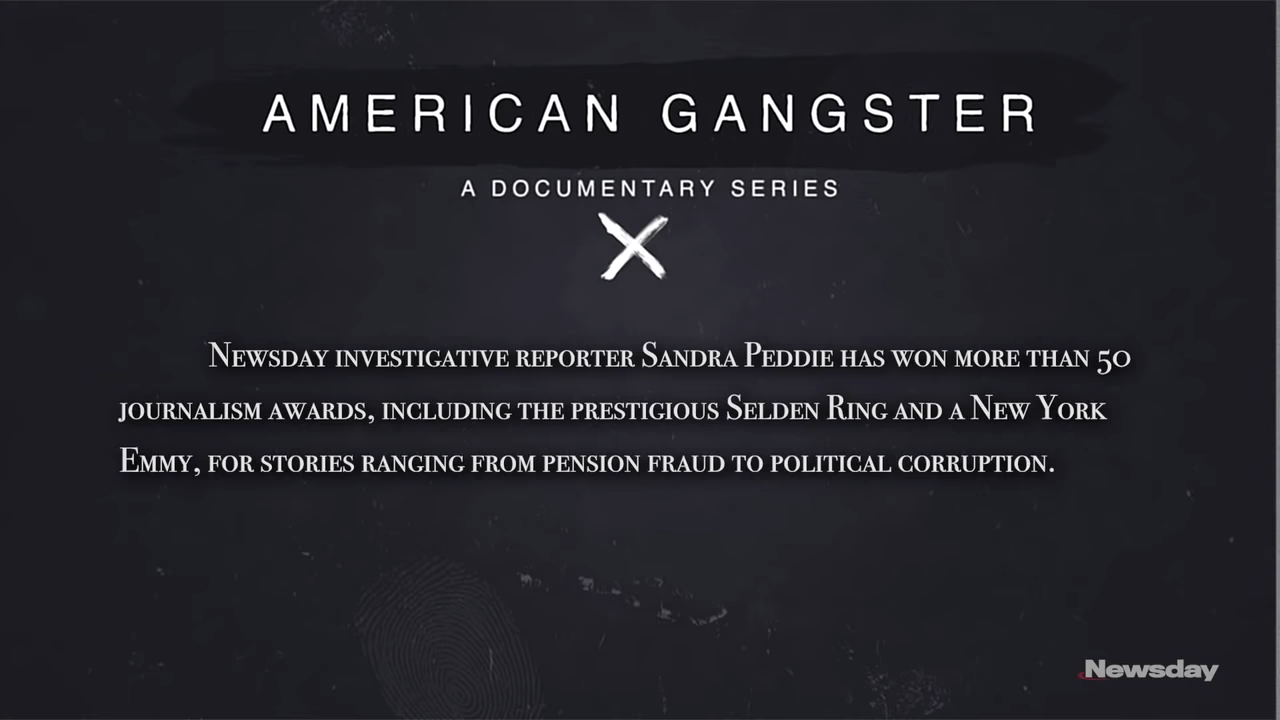 AMERICAN GANGSTER
A DOCUMENTARY SERIES
Newsday investigative reporter Sandra Peddie has won more than 50
journalism awards, including the prestigious Selden Ring and a New York
Emmy, for stories ranging from pension fraud to political corruption.
Newsday